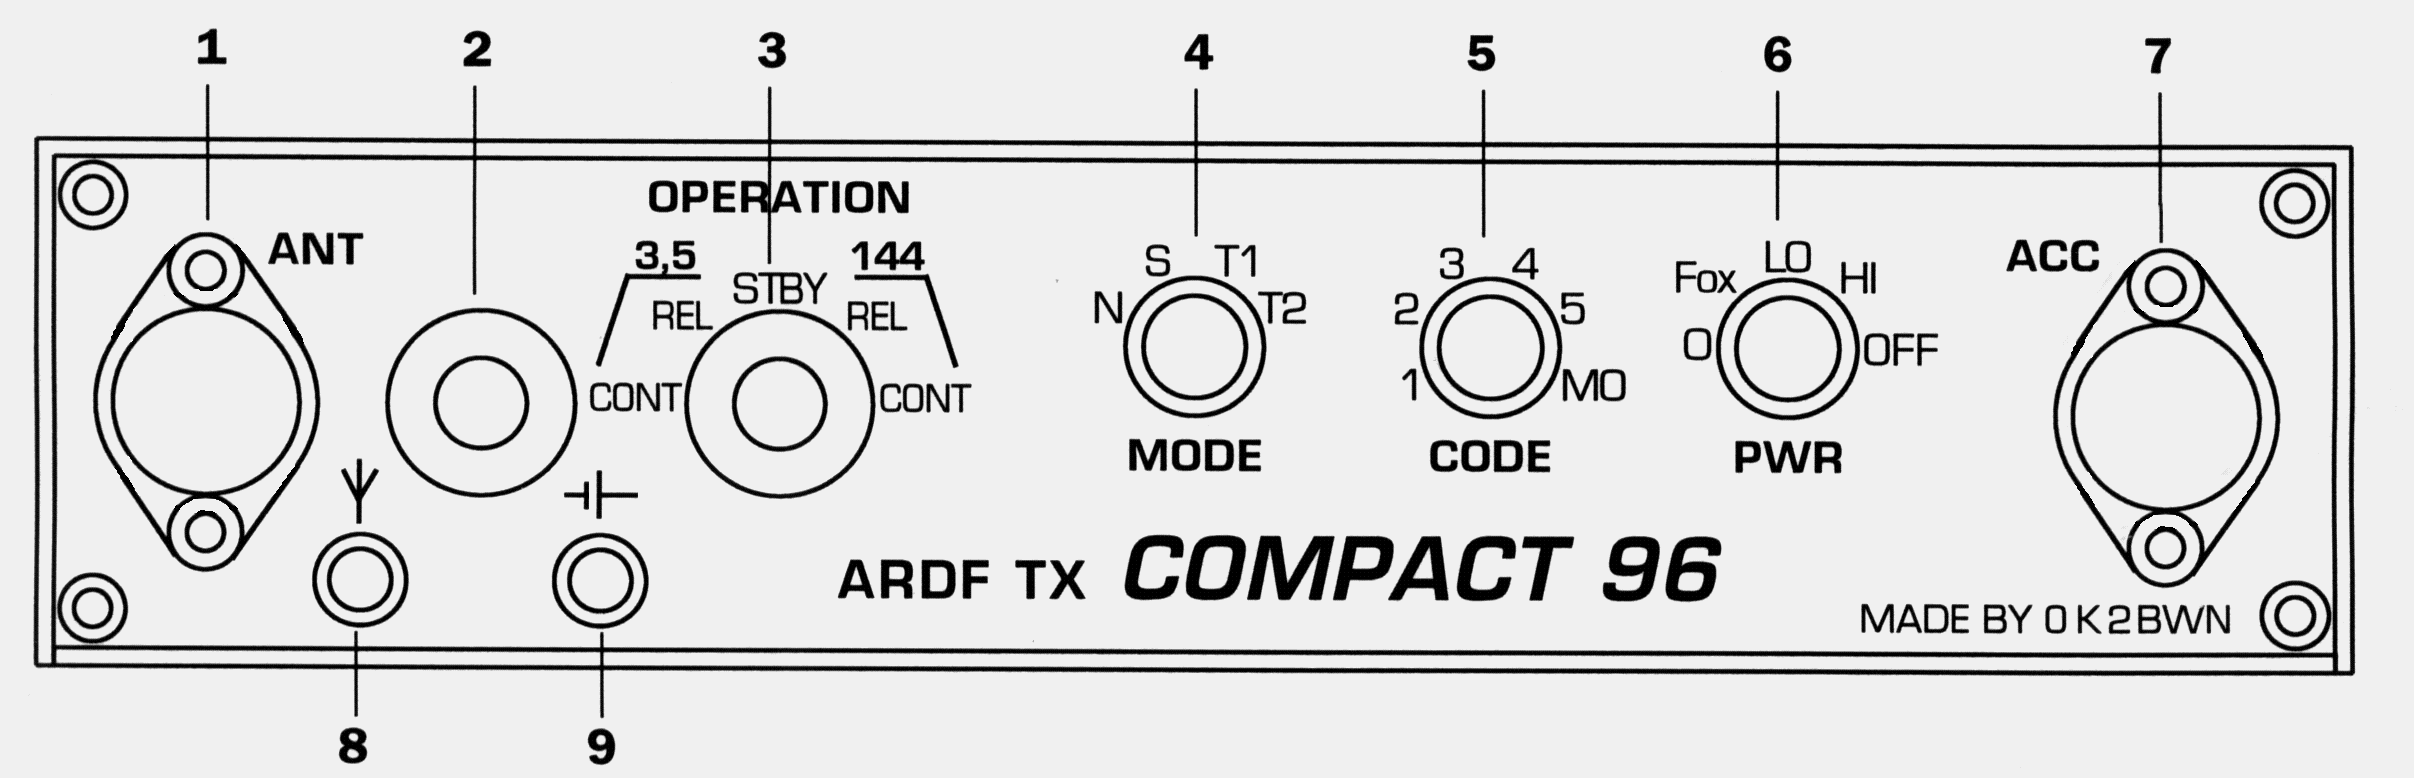 1 2 3 4 5 6 7
OPERATION
ANT
3,5 144
STBY
REL REL
CONT CONT
S T1
N T2
MODE
3 4
2 5
1 MO
CODE
LO
Fox HI
O OFF
PWR
ACC
ARDF TX COMPACT 96
MADE BY OK2BWN
8 9